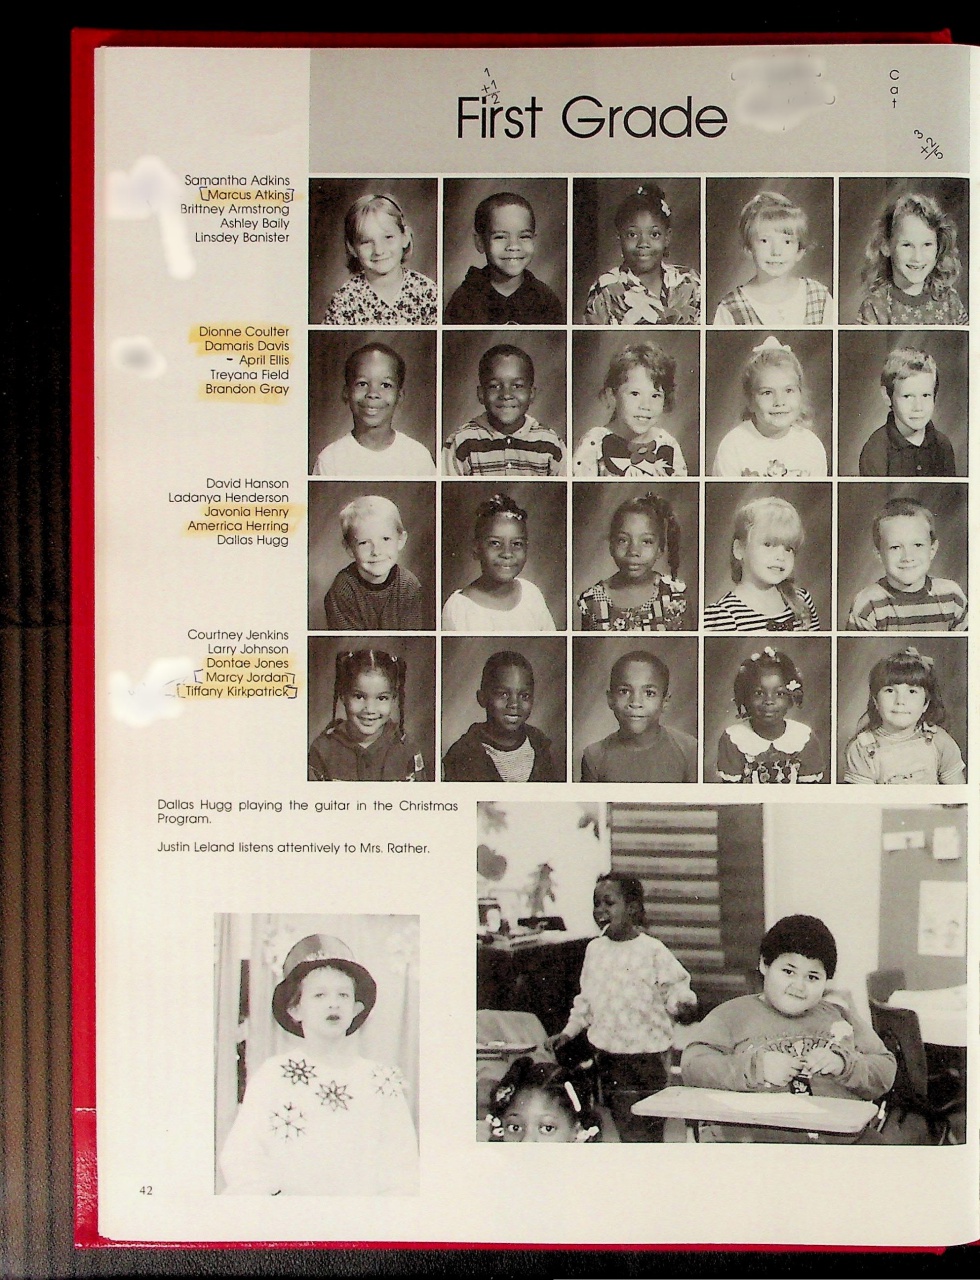 1
+1
2
First Grade
C
a
t
3
+2
5
Samantha Adkins
[Marcus Atkins]
Brittney Armstrong
Ashley Baily
Linsdey Banister
Dionne Coulter
Damaris Davis
- April Ellis
Treyana Field
Brandon Gray
David Hanson
Ladanya Henderson
Javonia Henry
Amerrica Herring
Dallas Hugg
Courtney Jenkins
Larry Johnson
Dontae Jones
[Marcy Jordan]
[Tiffany Kirkpatrick]
Dallas Hugg playing the guitar in the Christmas
Program.
Justin Leland listens attentively to Mrs. Rather.
42